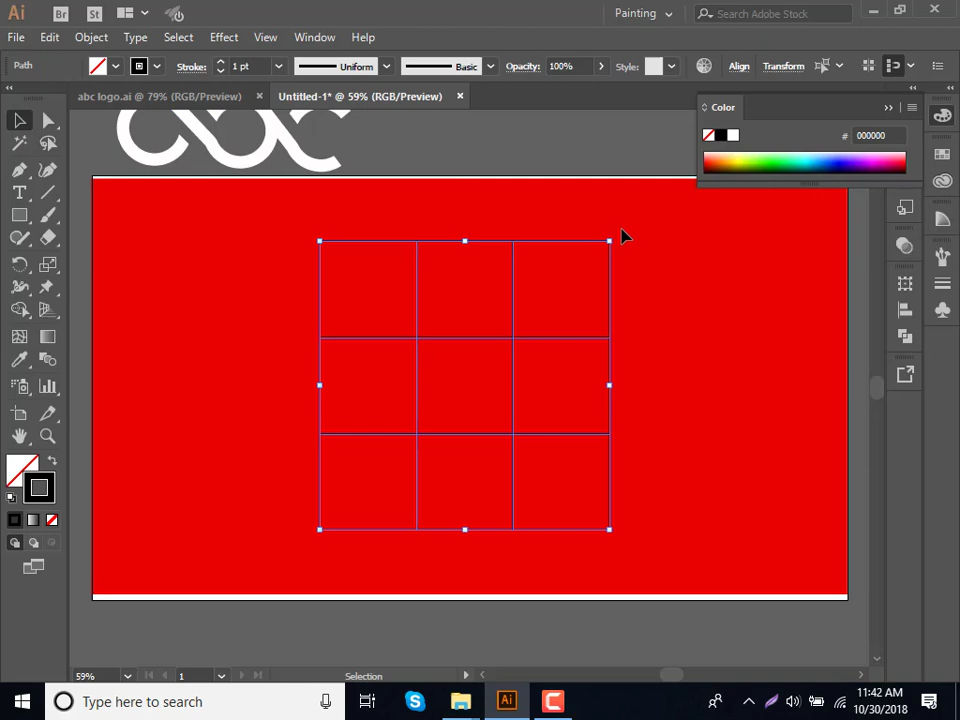 Ai
Br
St
Painting
Search Adobe Stock
File
Edit
Object
Type
Select
Effect
View
Window
Help
Path
Stroke:
1 pt
Uniform
Basic
Opacity:
100%
Style:
Align
Transform
abc logo.ai @ 79% (RGB/Preview)
Untitled-1* @ 59% (RGB/Preview)
Color
#
000000
abc
T
59%
1
Selection
Type here to search
Ai
11:42 AM
10/30/2018